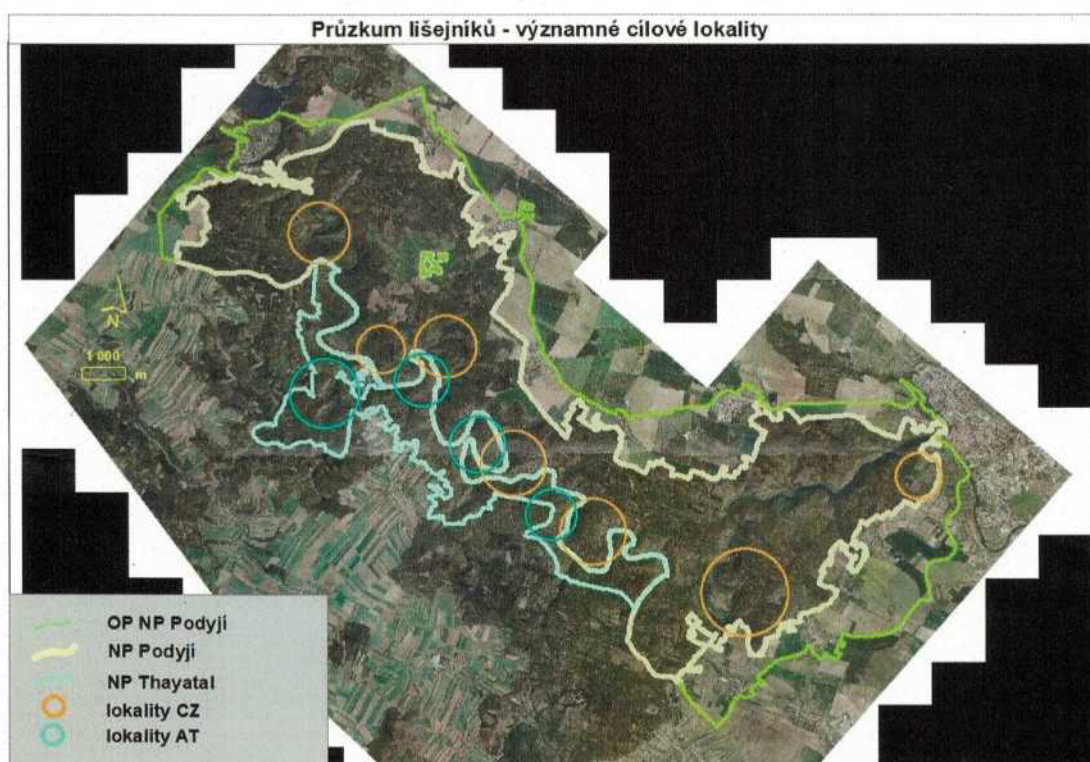 Průzkum lišejníků - významné cílové lokality
N
1 000
m
OP NP Podyjí
NP Podyjí
NP Thayatal
lokality CZ
lokality AT